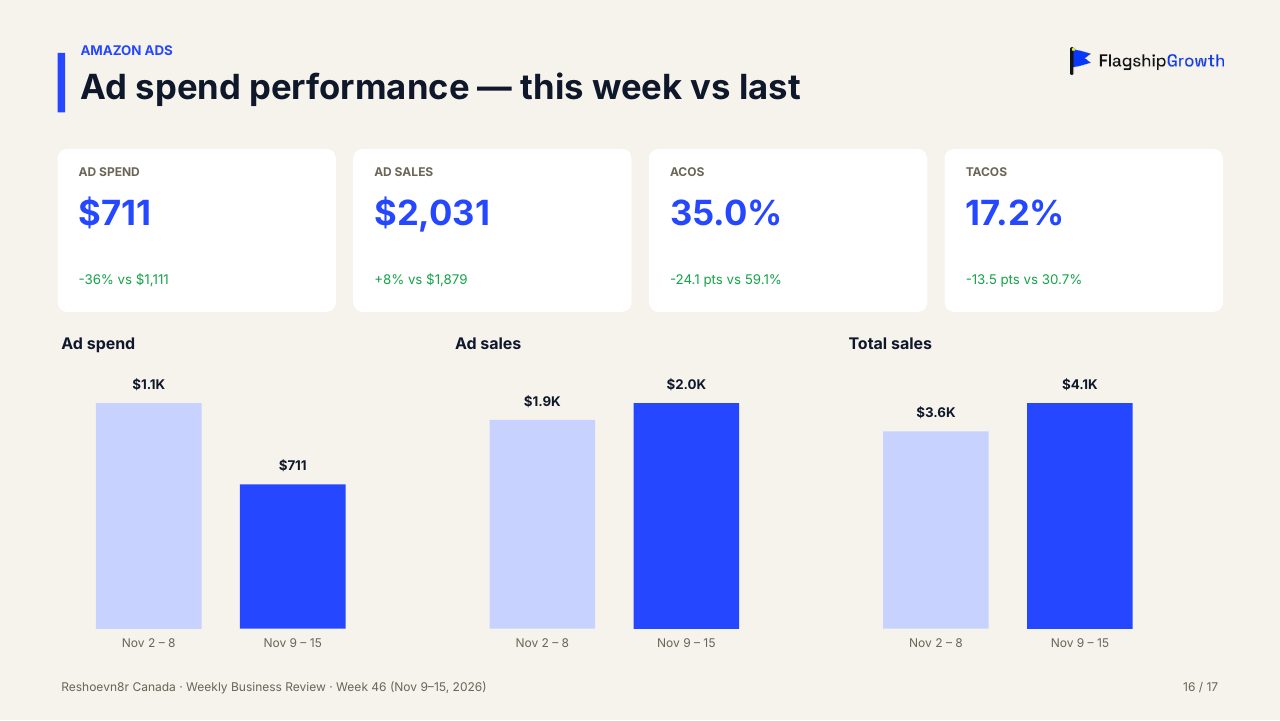 AMAZON ADS
Ad spend performance — this week vs last
FlagshipGrowth
AD SPEND
$711
-36% vs $1,111
AD SALES
$2,031
+8% vs $1,879
ACOS
35.0%
-24.1 pts vs 59.1%
TACOS
17.2%
-13.5 pts vs 30.7%
Ad spend
$1.1K
$711
Nov 2 – 8
Nov 9 – 15
Ad sales
$1.9K
$2.0K
Nov 2 – 8
Nov 9 – 15
Total sales
$3.6K
$4.1K
Nov 2 – 8
Nov 9 – 15
Reshoevn8r Canada · Weekly Business Review · Week 46 (Nov 9–15, 2026)
16 / 17